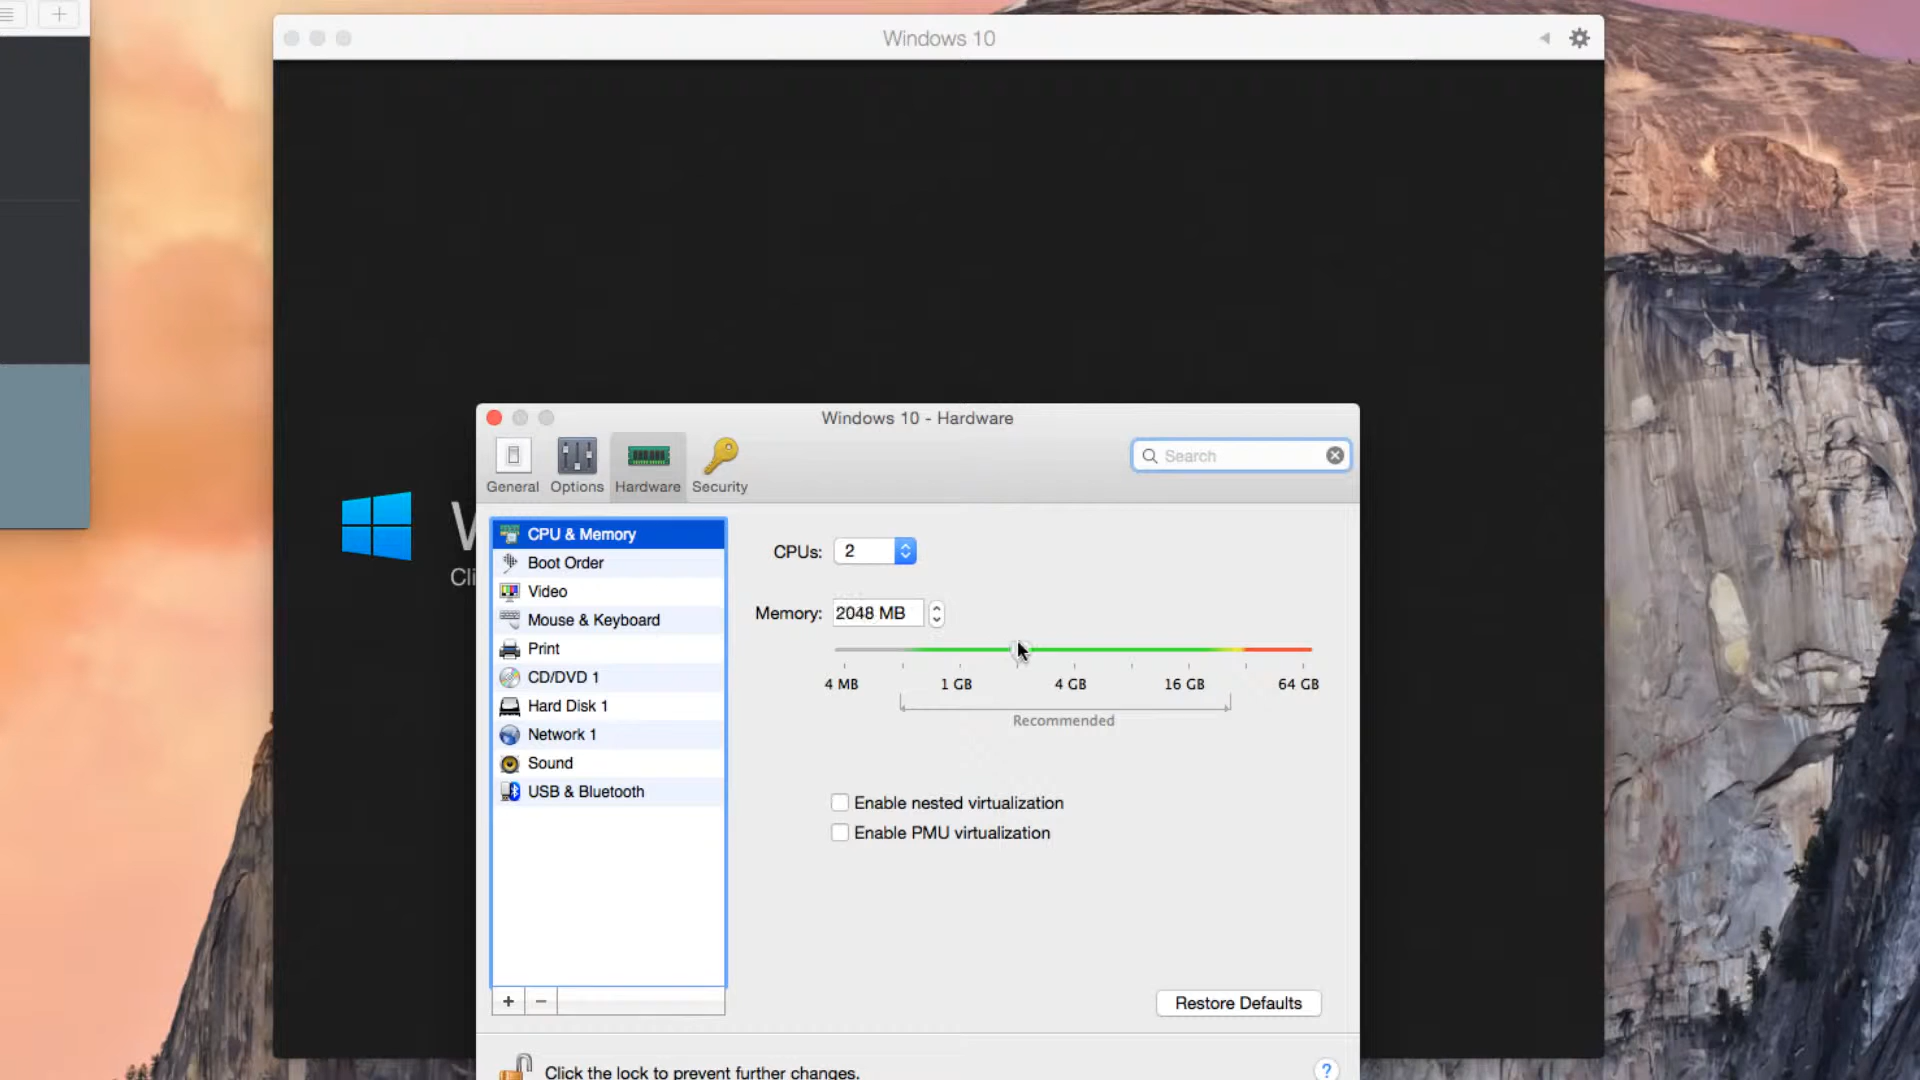 Windows 10
Windows 10 - Hardware
General
Options
Hardware
Security
Search
W
Cli
CPU & Memory
Boot Order
Video
Mouse & Keyboard
Print
CD/DVD 1
Hard Disk 1
Network 1
Sound
USB & Bluetooth
CPUs: 2
Memory: 2048 MB
4 MB 1 GB 4 GB 16 GB 64 GB
Recommended
Enable nested virtualization
Enable PMU virtualization
+ −
Restore Defaults
Click the lock to prevent further changes.
?